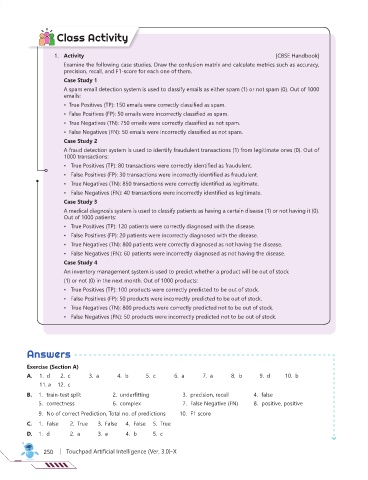 Class Activity
1. Activity [CBSE Handbook]
Examine the following case studies. Draw the confusion matrix and calculate metrics such as accuracy,
precision, recall, and F1-score for each one of them.
Case Study 1
A spam email detection system is used to classify emails as either spam (1) or not spam (0). Out of 1000
emails:
• True Positives (TP): 150 emails were correctly classified as spam.
• False Positives (FP): 50 emails were incorrectly classified as spam.
• True Negatives (TN): 750 emails were correctly classified as not spam.
• False Negatives (FN): 50 emails were incorrectly classified as not spam.
Case Study 2
A fraud detection system is used to identify fraudulent transactions (1) from legitimate ones (0). Out of
1000 transactions:
• True Positives (TP): 80 transactions were correctly identified as fraudulent.
• False Positives (FP): 30 transactions were incorrectly identified as fraudulent.
• True Negatives (TN): 850 transactions were correctly identified as legitimate.
• False Negatives (FN): 40 transactions were incorrectly identified as legitimate.
Case Study 3
A medical diagnosis system is used to classify patients as having a certain disease (1) or not having it (0).
Out of 1000 patients:
• True Positives (TP): 120 patients were correctly diagnosed with the disease.
• False Positives (FP): 20 patients were incorrectly diagnosed with the disease.
• True Negatives (TN): 800 patients were correctly diagnosed as not having the disease.
• False Negatives (FN): 60 patients were incorrectly diagnosed as not having the disease.
Case Study 4
An inventory management system is used to predict whether a product will be out of stock
(1) or not (0) in the next month. Out of 1000 products:
• True Positives (TP): 100 products were correctly predicted to be out of stock.
• False Positives (FP): 50 products were incorrectly predicted to be out of stock.
• True Negatives (TN): 800 products were correctly predicted not to be out of stock.
• False Negatives (FN): 50 products were incorrectly predicted not to be out of stock.
Answers
Exercise (Section A)
A. 1. d 2. c 3. a 4. b 5. c 6. a 7. a 8. b 9. d 10. b
11. a 12. c
B. 1. train-test split 2. underfitting 3. precision, recall 4. false
5. correctness 6. complex 7. False Negative (FN) 8. positive, positive
9. No of correct Prediction, Total no. of predictions 10. F1 score
C. 1. False 2. True 3. False 4. False 5. True
D. 1. d 2. a 3. e 4. b 5. c
250 | Touchpad Artificial Intelligence (Ver. 3.0)-X